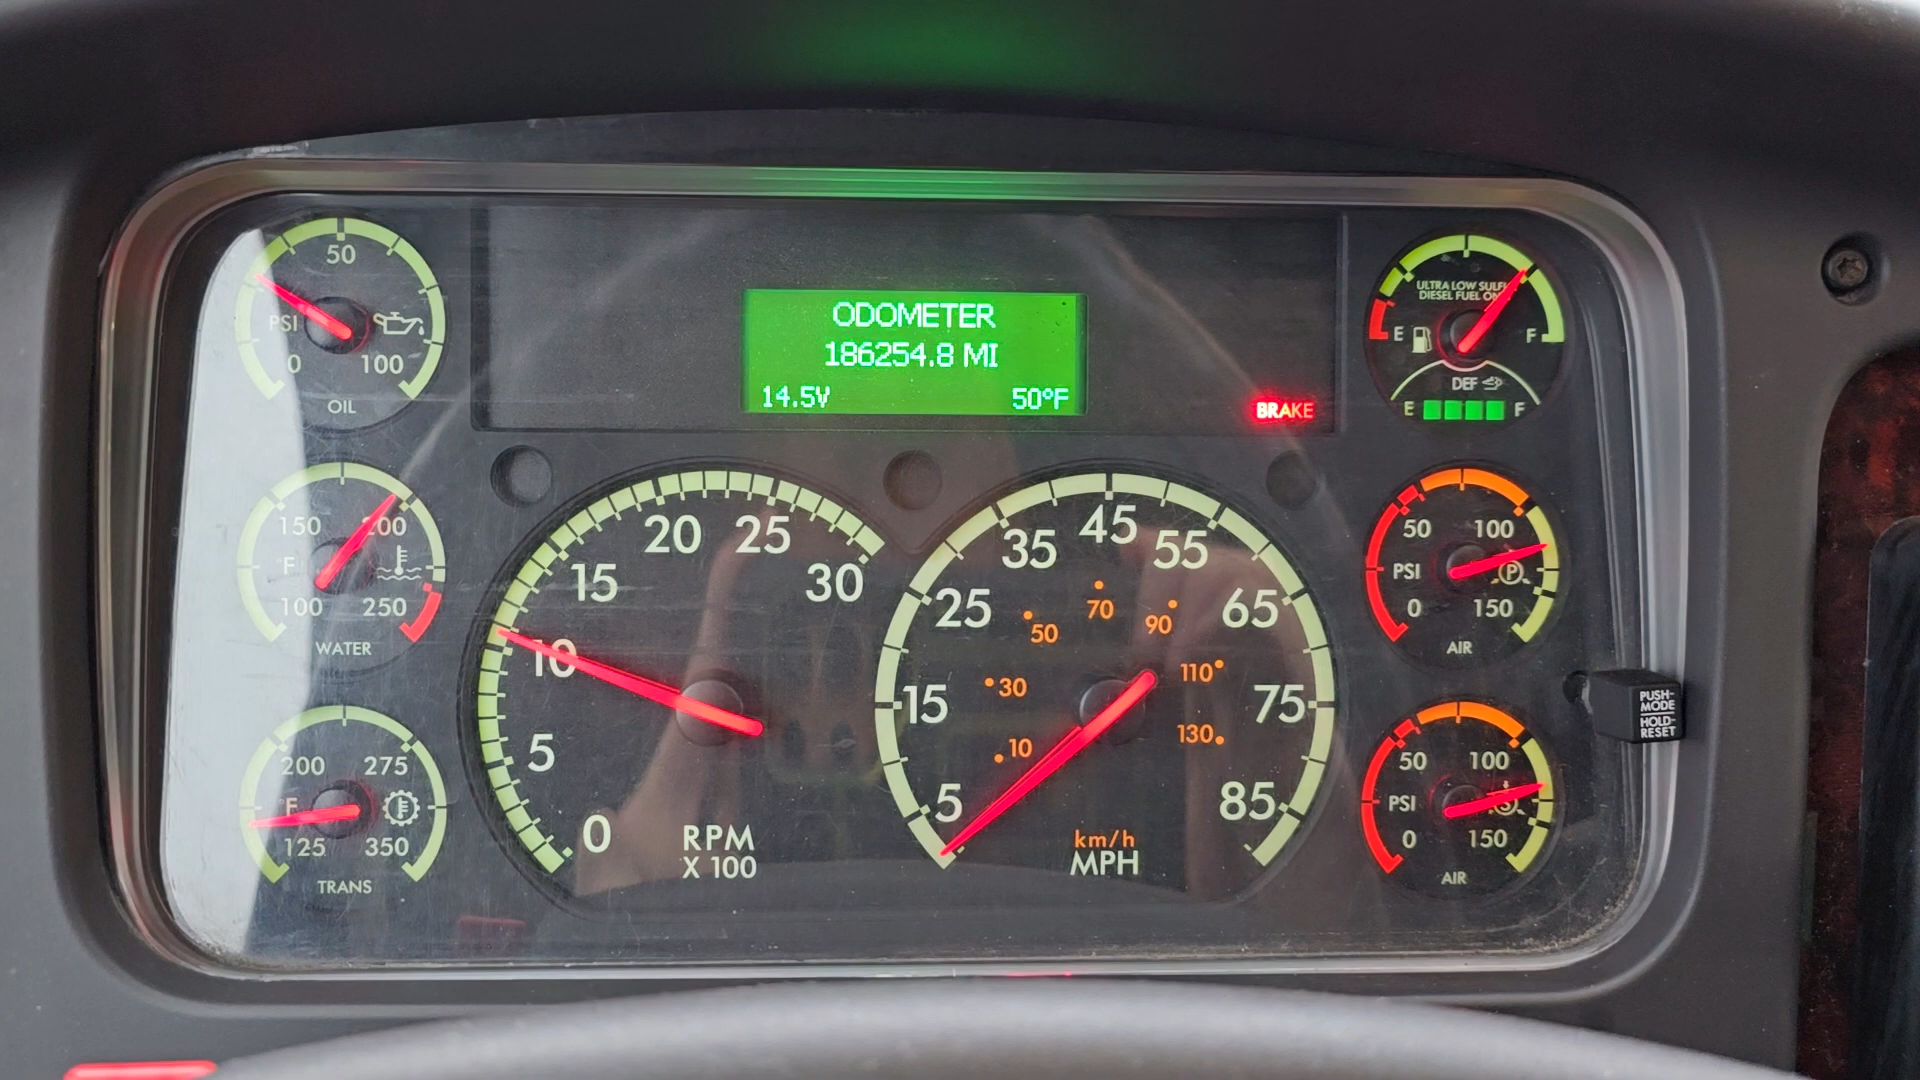 ODOMETER
186254.8 MI
14.5V 50°F
BRAKE
50
PSI
0 100
OIL
150 200
°F
100 250
WATER
200 275
°F
125 350
TRANS
0
5
10
15
20
25
30
RPM
X 100
5
15
25
35
45
55
65
75
85
10
30
50
70
90
110
130
km/h
MPH
ULTRA LOW
DIESEL FUEL
E F
DEF
E F
50 100
PSI P
0 150
AIR
50 100
PSI S
0 150
AIR
PUSH-
MODE
HOLD-
RESET